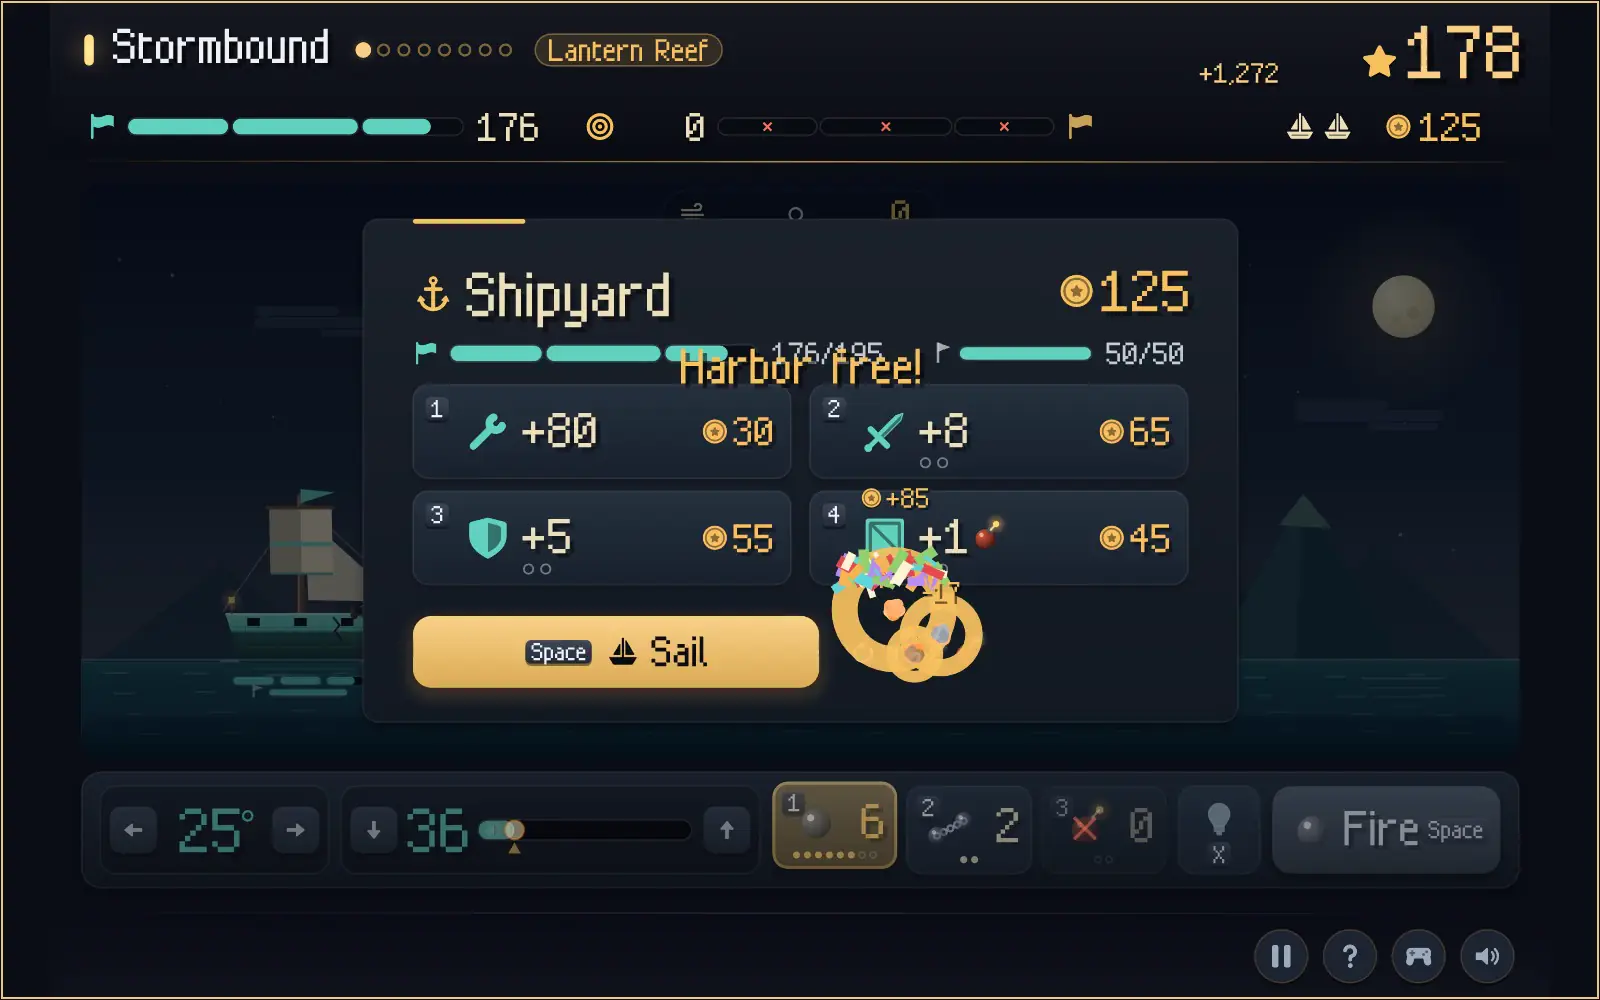 Stormbound Lantern Reef +1,272 178
176 0 125
0
Shipyard 125
176/195 50/50
Harbor free!
1 +80 30
2 +8 65
+85
3 +5 55
4 +1 45
-17
Space Sail
25° 36 1 6 2 2 3 0 X Fire Space
?